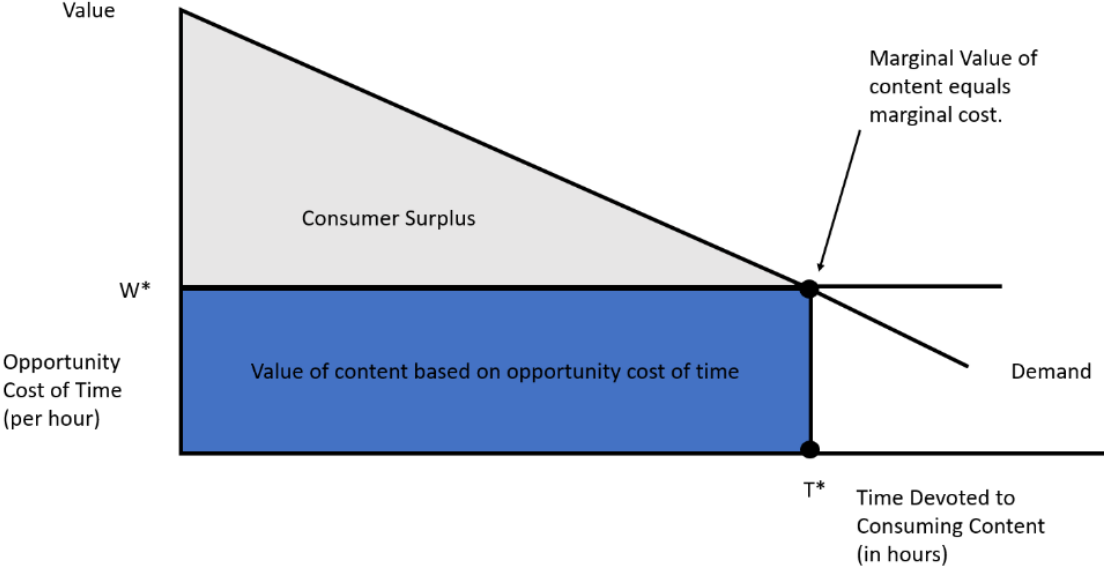 Value
Marginal Value of
content equals
marginal cost.
Consumer Surplus
W*
Opportunity
Cost of Time
(per hour)
Value of content based on opportunity cost of time
Demand
T*
Time Devoted to
Consuming Content
(in hours)